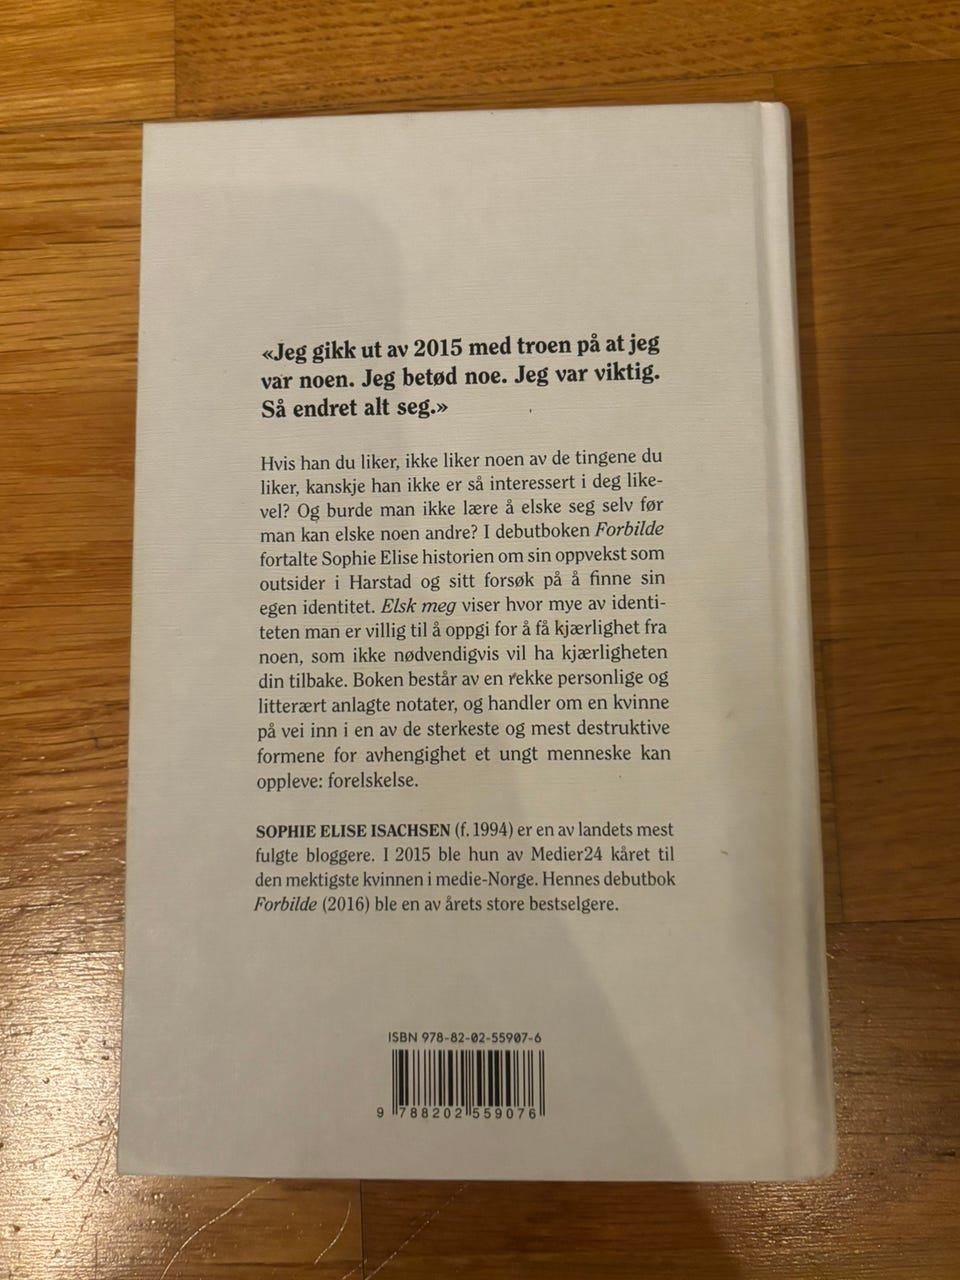 «Jeg gikk ut av 2015 med troen på at jeg
var noen. Jeg betød noe. Jeg var viktig.
Så endret alt seg.»
Hvis han du liker, ikke liker noen av de tingene du
liker, kanskje han ikke er så interessert i deg like-
vel? Og burde man ikke lære å elske seg selv før
man kan elske noen andre? I debutboken Forbilde
fortalte Sophie Elise historien om sin oppvekst som
outsider i Harstad og sitt forsøk på å finne sin
egen identitet. Elsk meg viser hvor mye av identi-
teten man er villig til å oppgi for å få kjærlighet fra
noen, som ikke nødvendigvis vil ha kjærligheten
din tilbake. Boken består av en rekke personlige og
litterært anlagte notater, og handler om en kvinne
på vei inn i en av de sterkeste og mest destruktive
formene for avhengighet et ungt menneske kan
oppleve: forelskelse.
SOPHIE ELISE ISACHSEN (f. 1994) er en av landets mest
fulgte bloggere. I 2015 ble hun av Medier24 kåret til
den mektigste kvinnen i medie-Norge. Hennes debutbok
Forbilde (2016) ble en av årets store bestselgere.
ISBN 978-82-02-55907-6
9 788202 559076